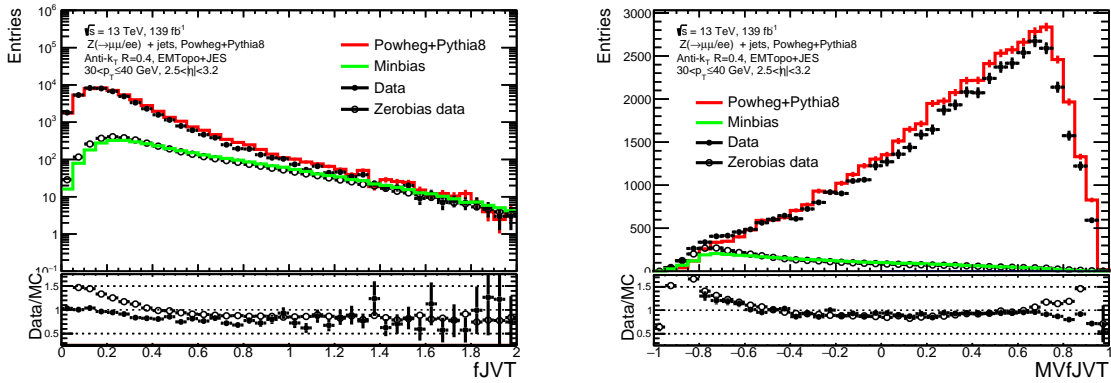 Entries
10⁶
10⁵
10⁴
10³
10²
10
1
10⁻¹
√s = 13 TeV, 139 fb⁻¹
Z(→μμ/ee) + jets, Powheg+Pythia8
Anti-k_T R=0.4, EMTopo+JES
30<p_T≤40 GeV, 2.5<|η|<3.2
Powheg+Pythia8
Minbias
Data
Zerobias data
Data/MC
1.5
1.0
0.5
0 0.2 0.4 0.6 0.8 1 1.2 1.4 1.6 1.8 2
fJVT
Entries
3000
2500
2000
1500
1000
500
0
√s = 13 TeV, 139 fb⁻¹
Z(→μμ/ee) + jets, Powheg+Pythia8
Anti-k_T R=0.4, EMTopo+JES
30<p_T≤40 GeV, 2.5<|η|<3.2
Powheg+Pythia8
Minbias
Data
Zerobias data
Data/MC
1.5
1.0
0.5
−1 −0.8 −0.6 −0.4 −0.2 0 0.2 0.4 0.6 0.8 1
MVfJVT